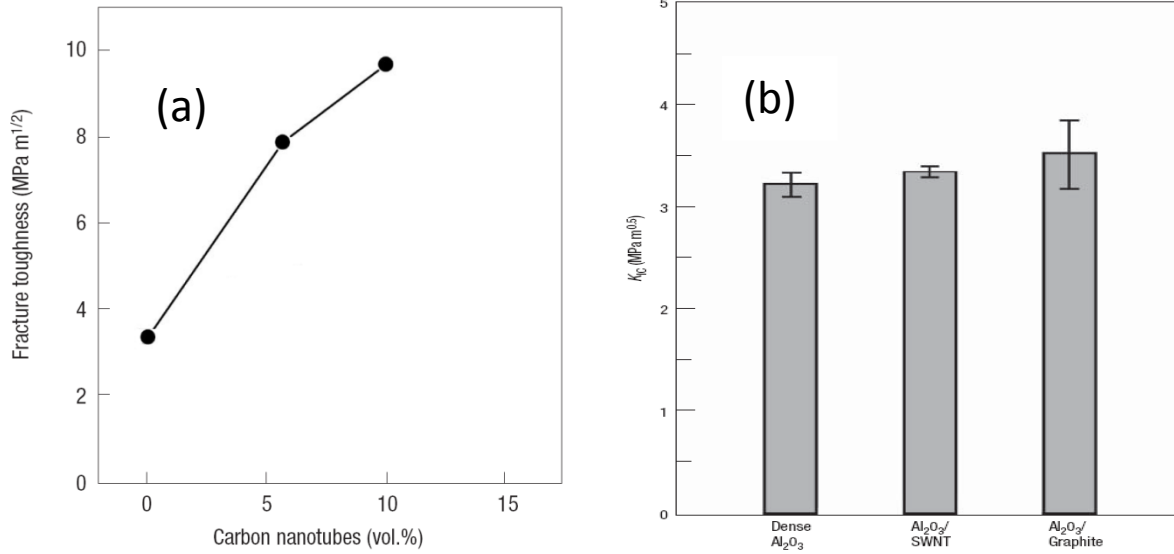 (a)
Fracture toughness (MPa m1/2)
10
8
6
4
2
0
0 5 10 15
Carbon nanotubes (vol.%)
(b)
KIC (MPa m0.5)
5
4
3
2
1
0
Dense
Al2O3
Al2O3/
SWNT
Al2O3/
Graphite